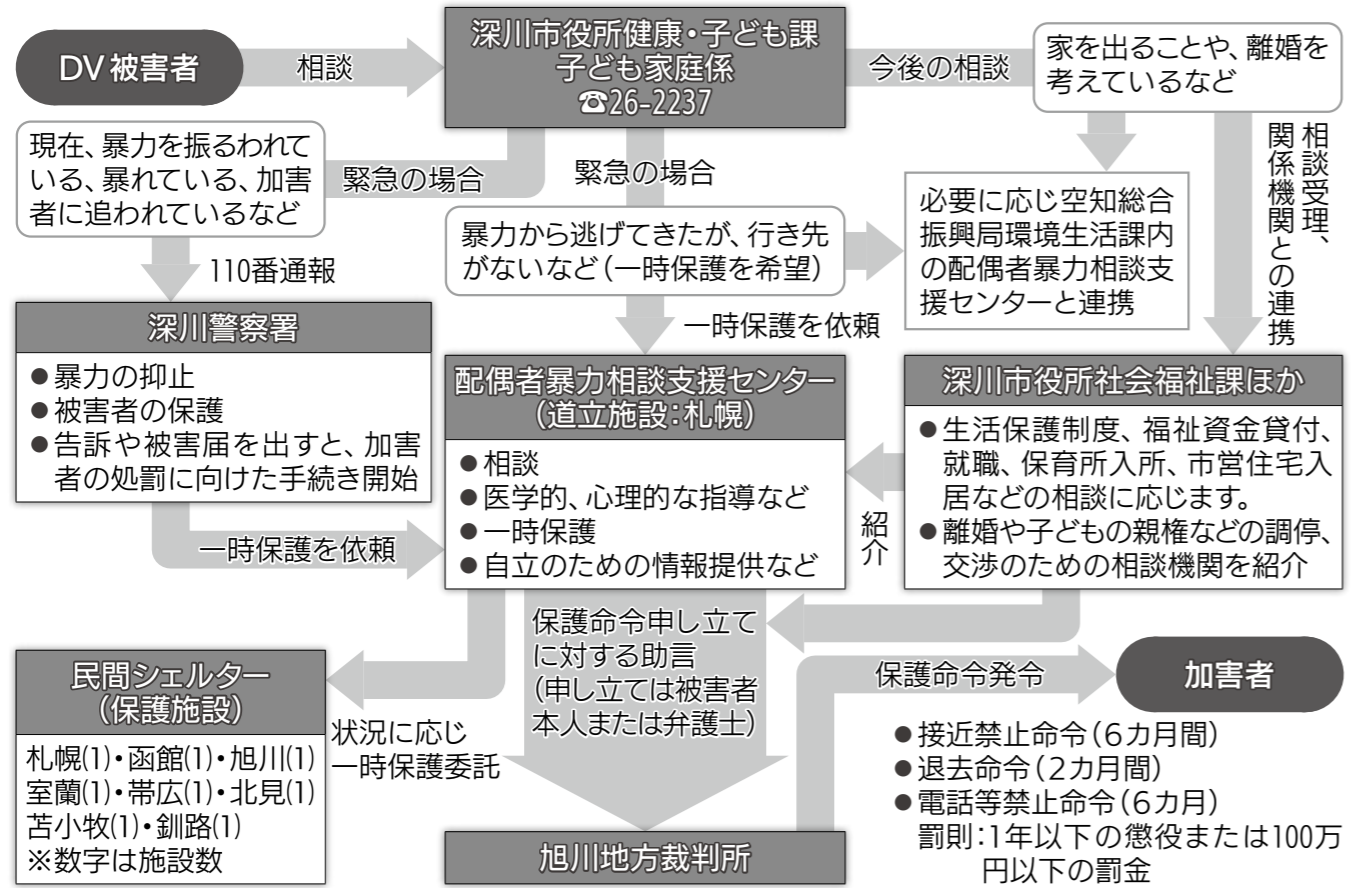 DV被害者
相談
深川市役所健康・子ども課
子ども家庭係
☎26-2237
今後の相談
家を出ることや、離婚を
考えているなど
現在、暴力を振るわれて
いる、暴れている、加害
者に追われているなど
緊急の場合
緊急の場合
暴力から逃げてきたが、行き先
がないなど(一時保護を希望)
必要に応じ空知総合
振興局環境生活課内
の配偶者暴力相談支
援センターと連携
相談受理、
関係機関との連携
110番通報
一時保護を依頼
深川警察署
●暴力の抑止
●被害者の保護
●告訴や被害届を出すと、加害
者の処罰に向けた手続き開始
配偶者暴力相談支援センター
(道立施設:札幌)
●相談
●医学的、心理的な指導など
●一時保護
●自立のための情報提供など
深川市役所社会福祉課ほか
●生活保護制度、福祉資金貸付、
就職、保育所入所、市営住宅入
居などの相談に応じます。
●離婚や子どもの親権などの調停、
交渉のための相談機関を紹介
紹介
一時保護を依頼
保護命令申し立て
に対する助言
(申し立ては被害者
本人または弁護士)
民間シェルター
(保護施設)
札幌(1)・函館(1)・旭川(1)
室蘭(1)・帯広(1)・北見(1)
苫小牧(1)・釧路(1)
※数字は施設数
状況に応じ
一時保護委託
旭川地方裁判所
保護命令発令
加害者
●接近禁止命令(6カ月間)
●退去命令(2カ月間)
●電話等禁止命令(6カ月)
罰則:1年以下の懲役または100万
円以下の罰金